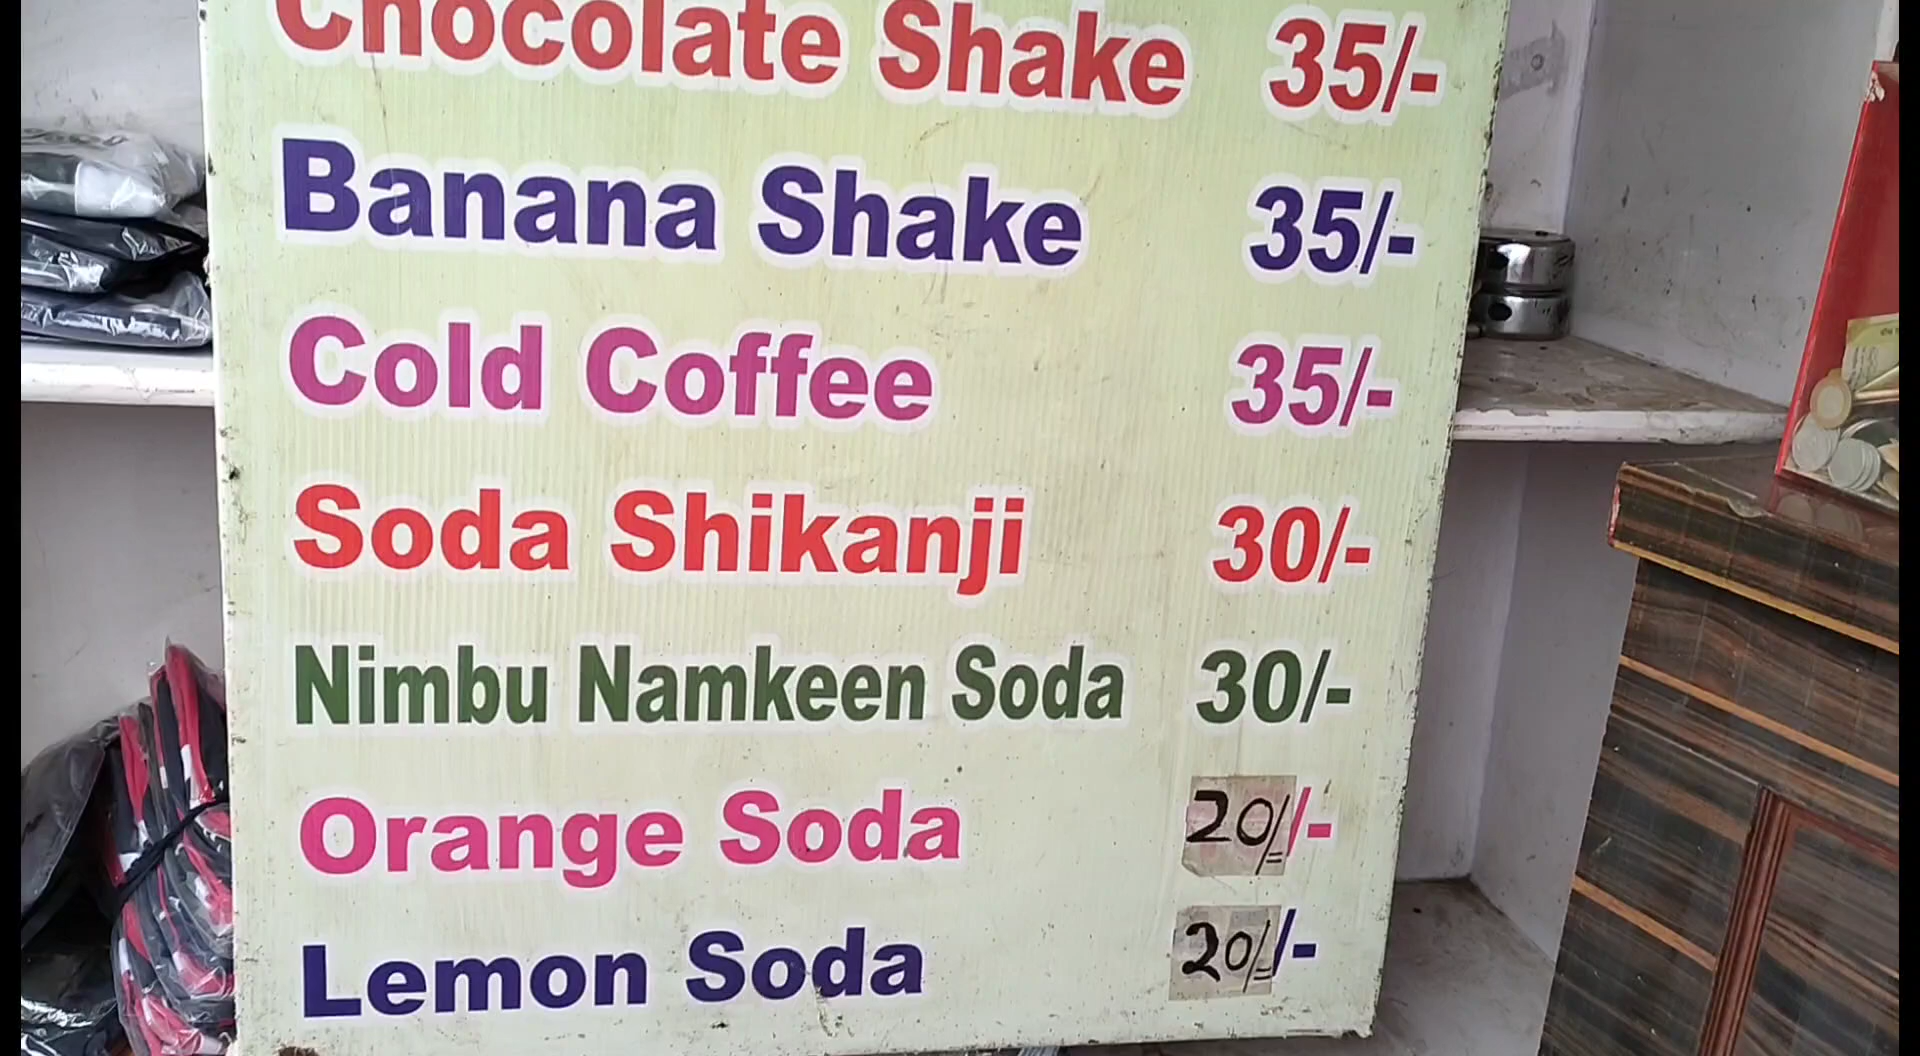 Chocolate Shake 35/-
Banana Shake 35/-
Cold Coffee 35/-
Soda Shikanji 30/-
Nimbu Namkeen Soda 30/-
Orange Soda 20/=/-
Lemon Soda 20/=/-